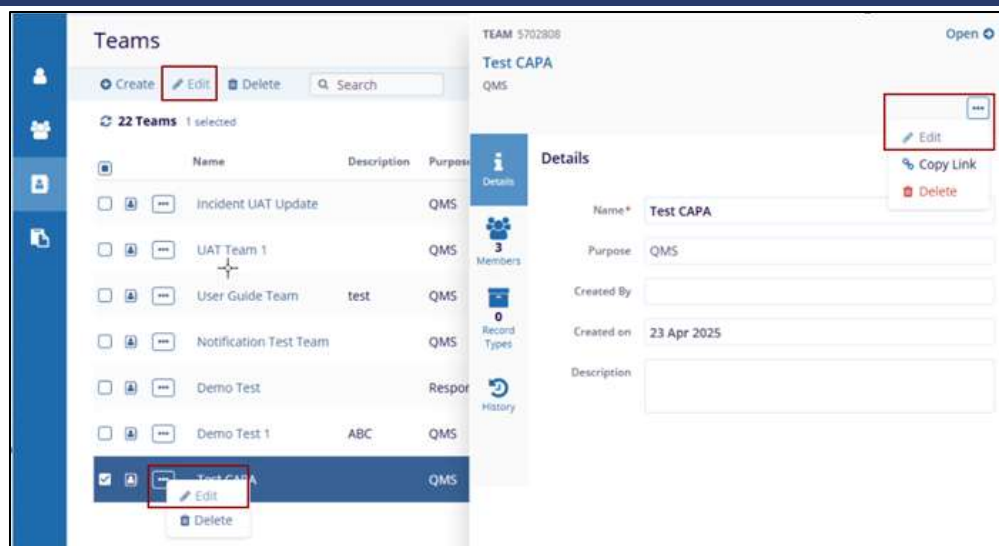 Teams
Create Edit Delete Search
22 Teams 1 selected
Name Description Purpose
Incident UAT Update QMS
UAT Team 1 QMS
User Guide Team test QMS
Notification Test Team QMS
Demo Test Respon
Demo Test 1 ABC QMS
Test CAPA QMS
Edit
Delete
TEAM 5702808 Open
Test CAPA
QMS
Edit
Copy Link
Delete
Details
3
Members
0
Record
Types
History
Details
Name* Test CAPA
Purpose QMS
Created By
Created on 23 Apr 2025
Description